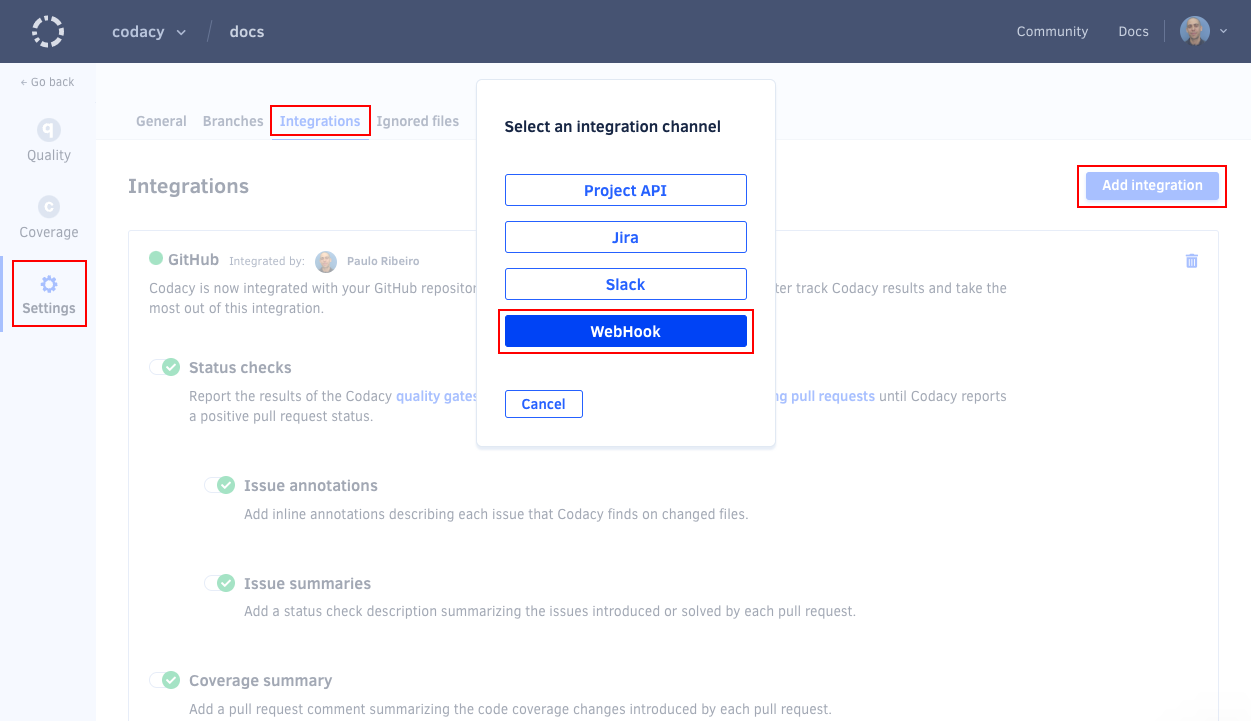 codacy / docs
Community Docs
← Go back
General Branches Integrations Ignored files
Quality
Coverage
Settings
Integrations
Add integration
Select an integration channel
Project API
Jira
Slack
WebHook
Cancel
GitHub Integrated by: Paulo Ribeiro
Codacy is now integrated with your GitHub track Codacy results and take the
most out of this integration.
Status checks
Report the results of the Codacy quality gates pull requests until Codacy reports
a positive pull request status.
Issue annotations
Add inline annotations describing each issue that Codacy finds on changed files.
Issue summaries
Add a status check description summarizing the issues introduced or solved by each pull request.
Coverage summary
Add a pull request comment summarizing the code coverage changes introduced by each pull request.